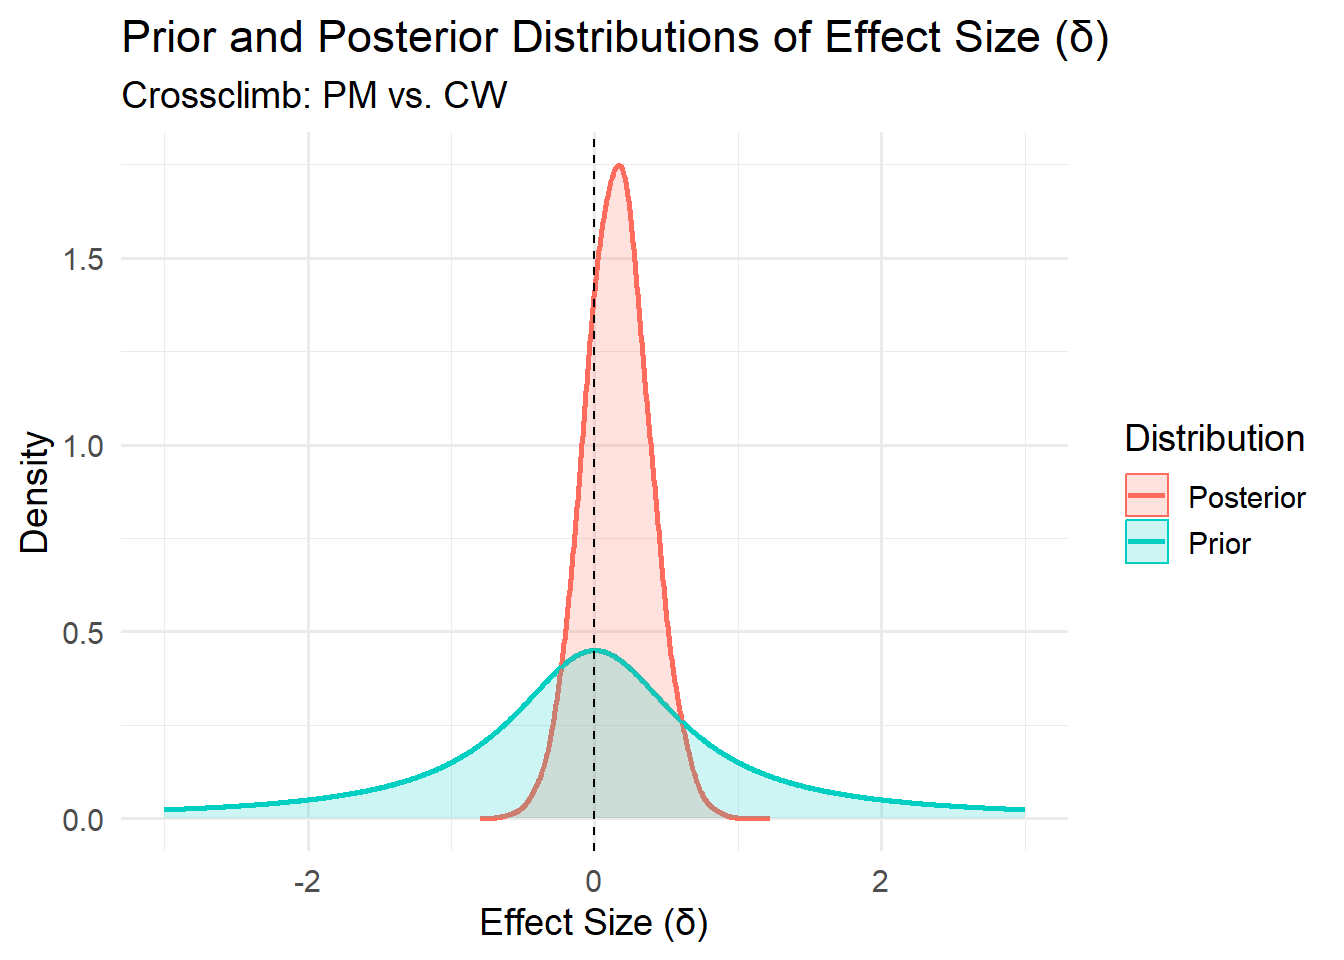 Prior and Posterior Distributions of Effect Size (δ)
Crossclimb: PM vs. CW
1.5
1.0
0.5
0.0
Density
-2 0 2
Effect Size (δ)
Distribution
Posterior
Prior